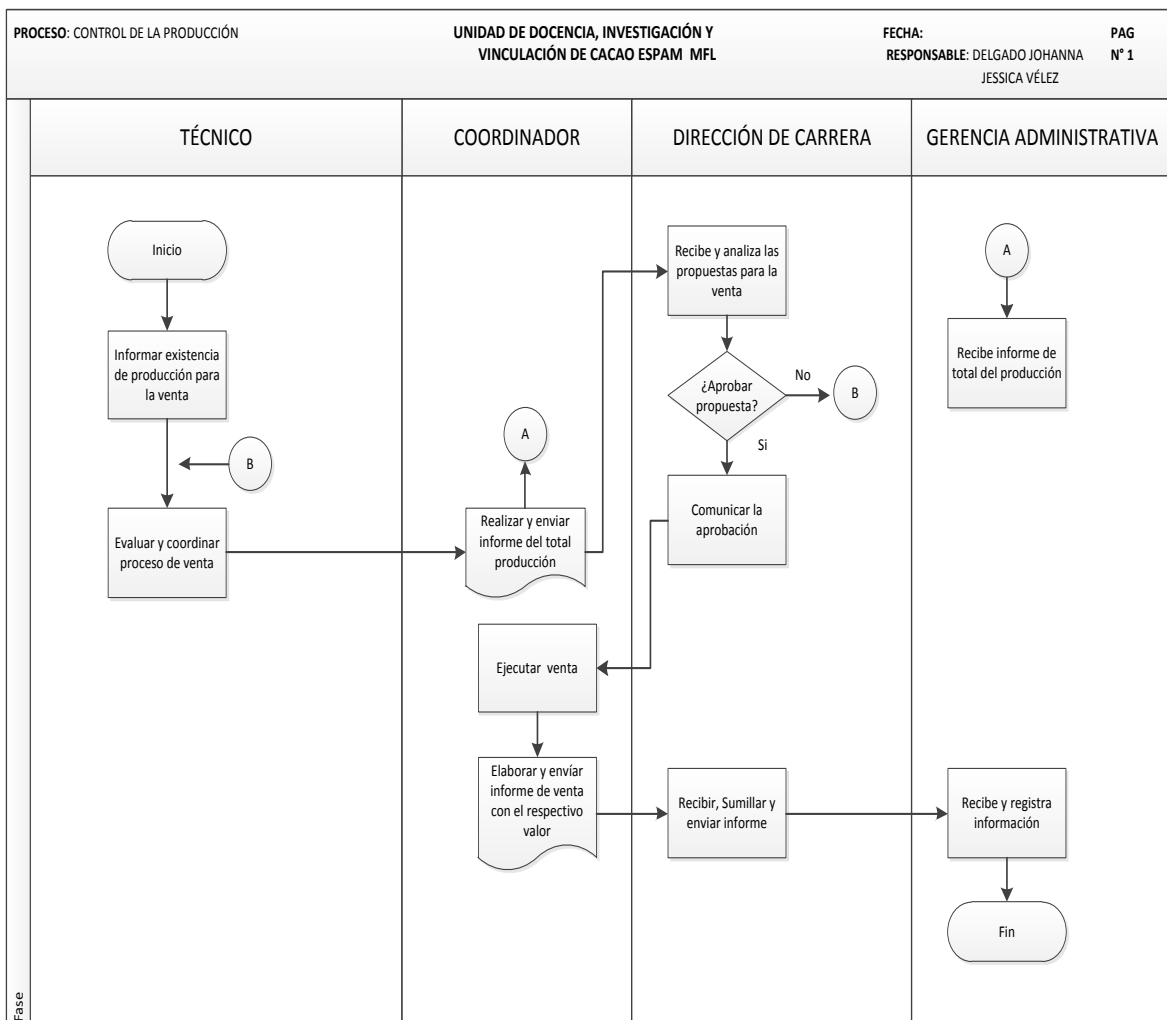 PROCESO: CONTROL DE LA PRODUCCIÓN
UNIDAD DE DOCENCIA, INVESTIGACIÓN Y
VINCULACIÓN DE CACAO ESPAM MFL
FECHA:
RESPONSABLE: DELGADO JOHANNA
JESSICA VÉLEZ
PAG
N° 1
TÉCNICO
COORDINADOR
DIRECCIÓN DE CARRERA
GERENCIA ADMINISTRATIVA
Inicio
Informar existencia
de producción para
la venta
B
Evaluar y coordinar
proceso de venta
A
Realizar y enviar
informe del total
producción
Recibe y analiza las
propuestas para la
venta
¿Aprobar
propuesta?
No
B
Si
Comunicar la
aprobación
A
Recibe informe de
total del producción
Ejecutar venta
Elaborar y envíar
informe de venta
con el respectivo
valor
Recibir, Sumillar y
enviar informe
Recibe y registra
información
Fin
Fase